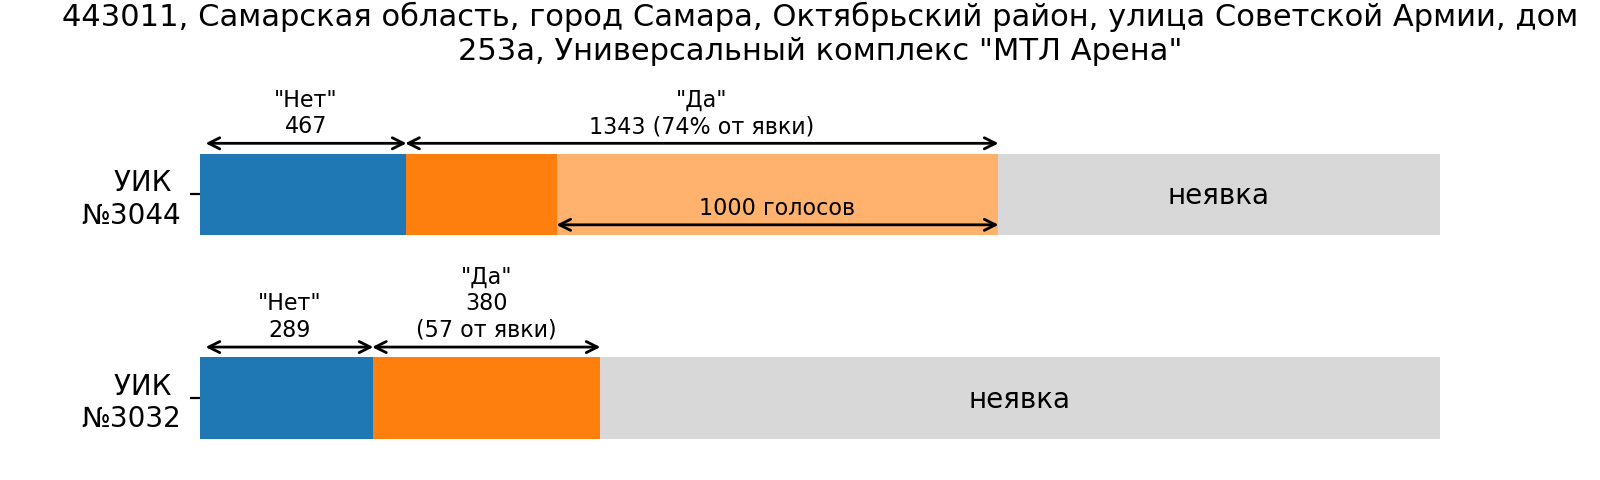 443011, Самарская область, город Самара, Октябрьский район, улица Советской Армии, дом
253а, Универсальный комплекс "МТЛ Арена"
"Нет"
467
"Да"
1343 (74% от явки)
УИК
№3044
1000 голосов
неявка
"Нет"
289
"Да"
380
(57 от явки)
УИК
№3032
неявка